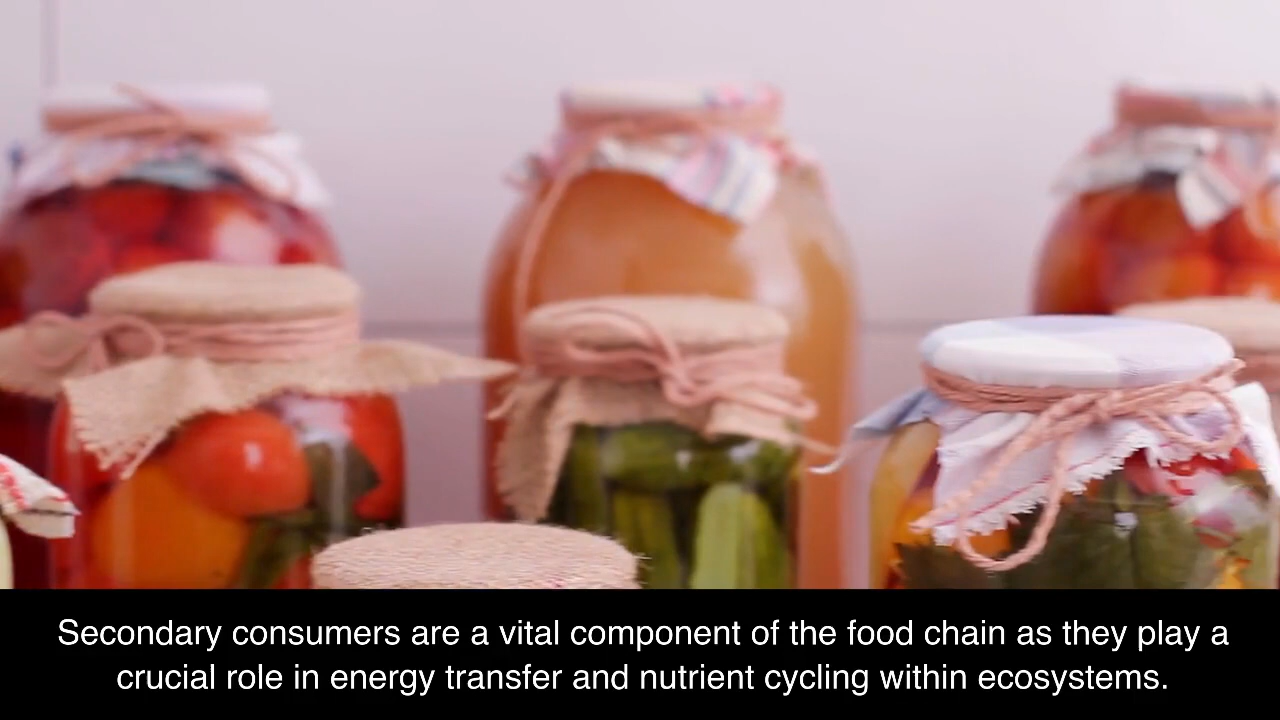 Secondary consumers are a vital component of the food chain as they play a
crucial role in energy transfer and nutrient cycling within ecosystems.